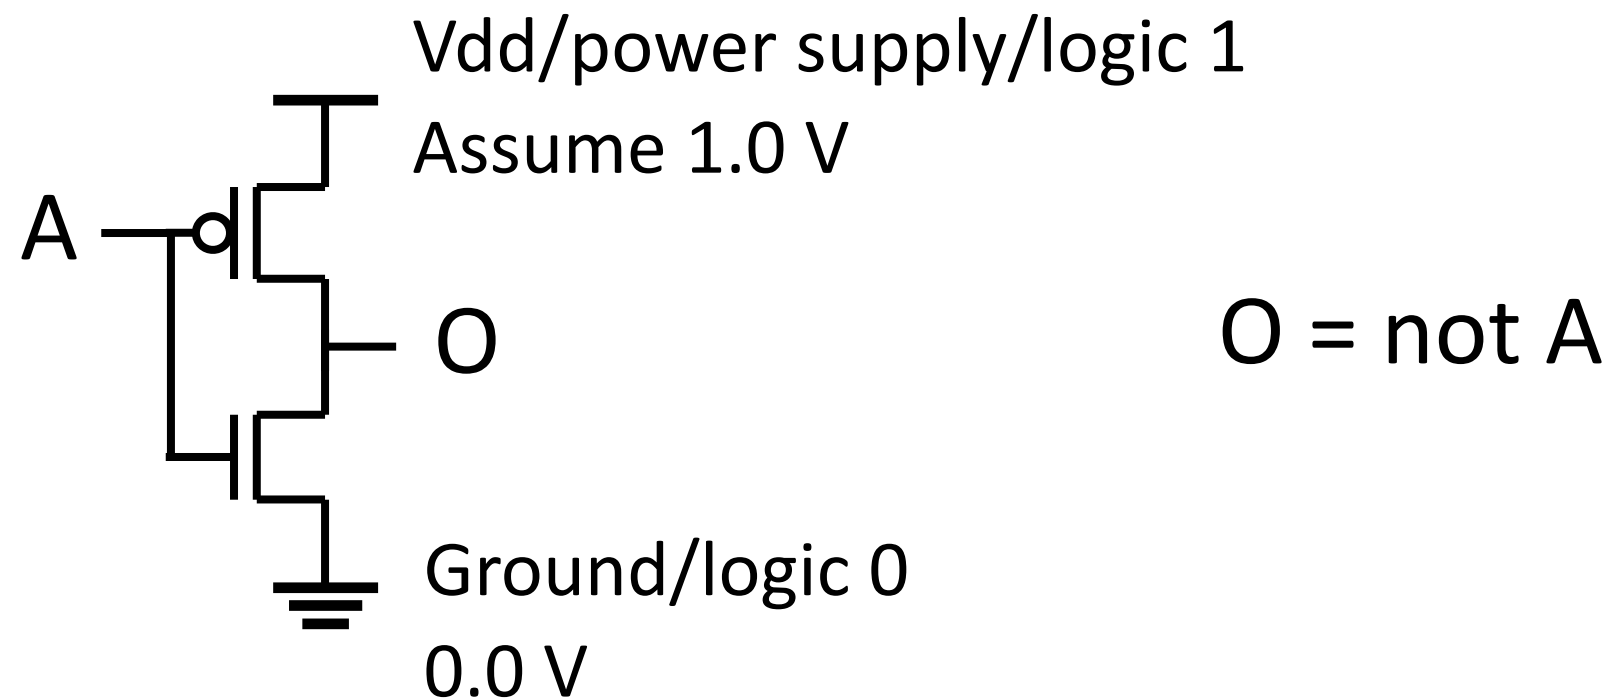 Vdd/power supply/logic 1
Assume 1.0 V
A
O
O = not A
Ground/logic 0
0.0 V